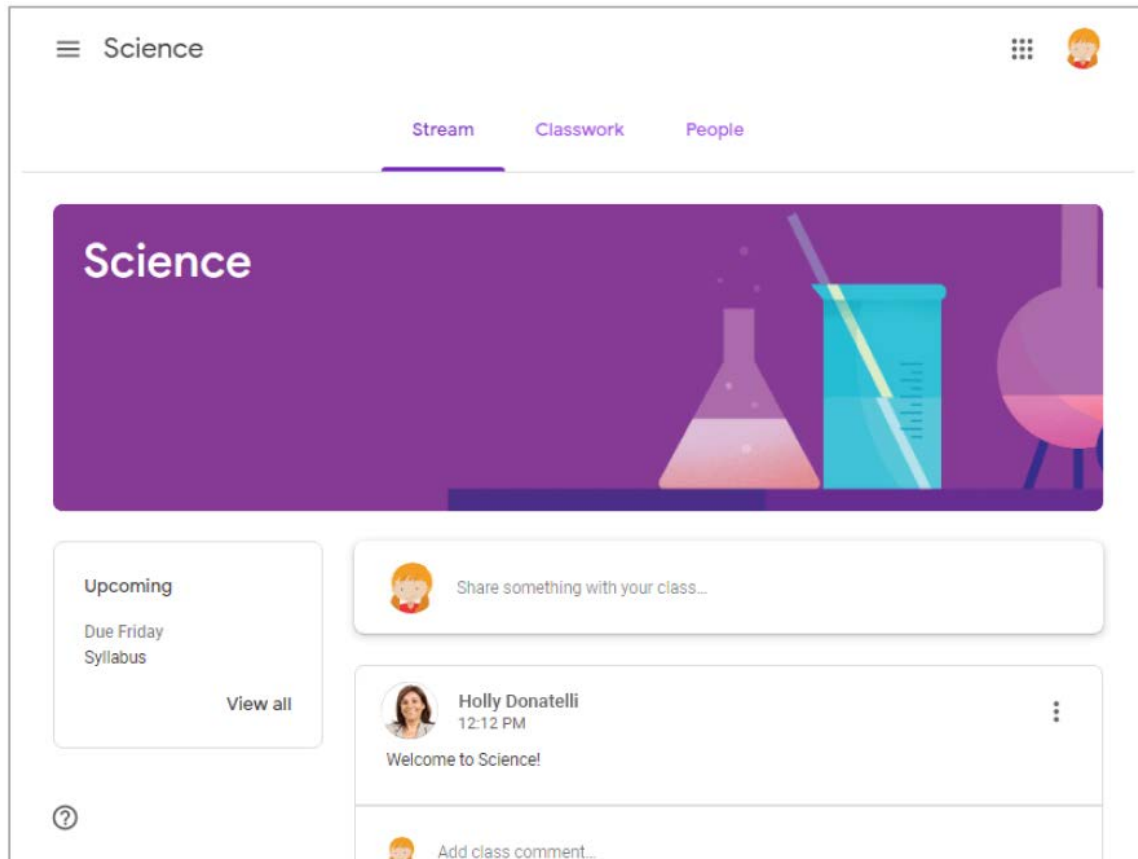 Science
Stream Classwork People
Science
Upcoming
Due Friday
Syllabus
View all
Share something with your class...
Holly Donatelli
12:12 PM
Welcome to Science!
Add class comment...